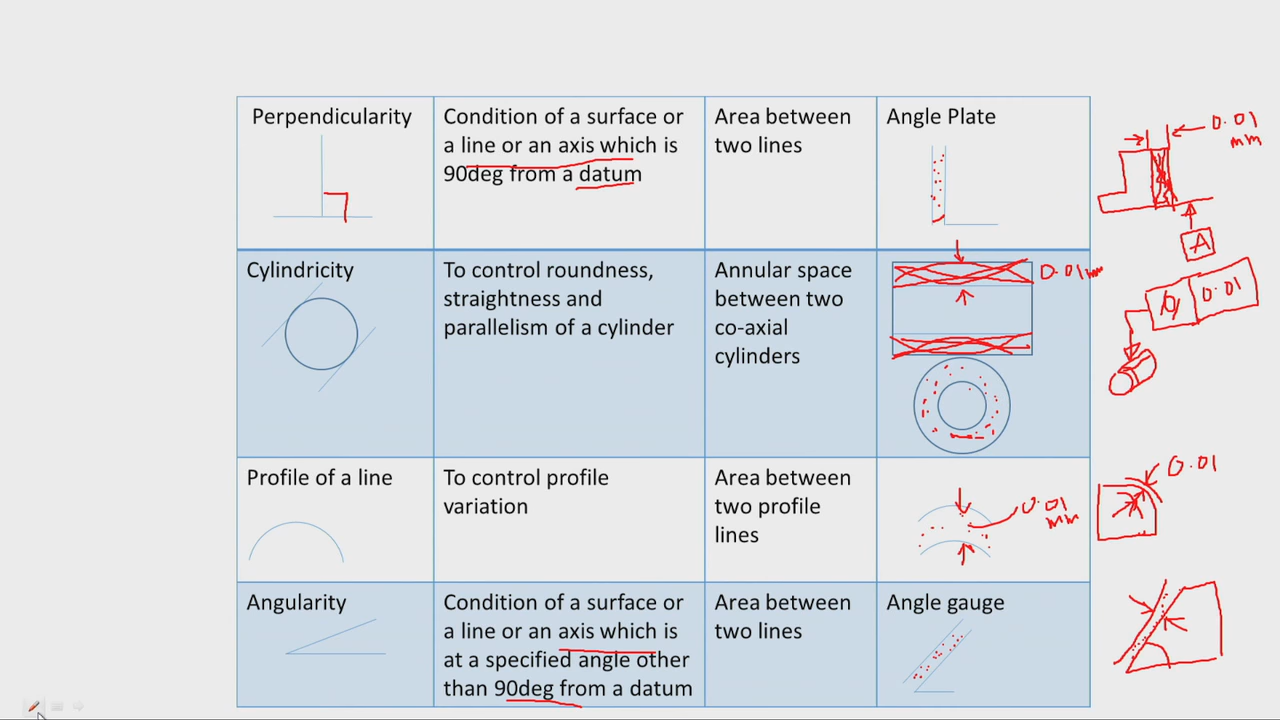 Perpendicularity
Condition of a surface or
a line or an axis which is
90deg from a datum
Area between
two lines
Angle Plate
0.01
mm
A
Cylindricity
To control roundness,
straightness and
parallelism of a cylinder
Annular space
between two
co-axial
cylinders
0.01mm
0.01
Profile of a line
To control profile
variation
Area between
two profile
lines
0.01
mm
0.01
Angularity
Condition of a surface or
a line or an axis which is
at a specified angle other
than 90deg from a datum
Area between
two lines
Angle gauge